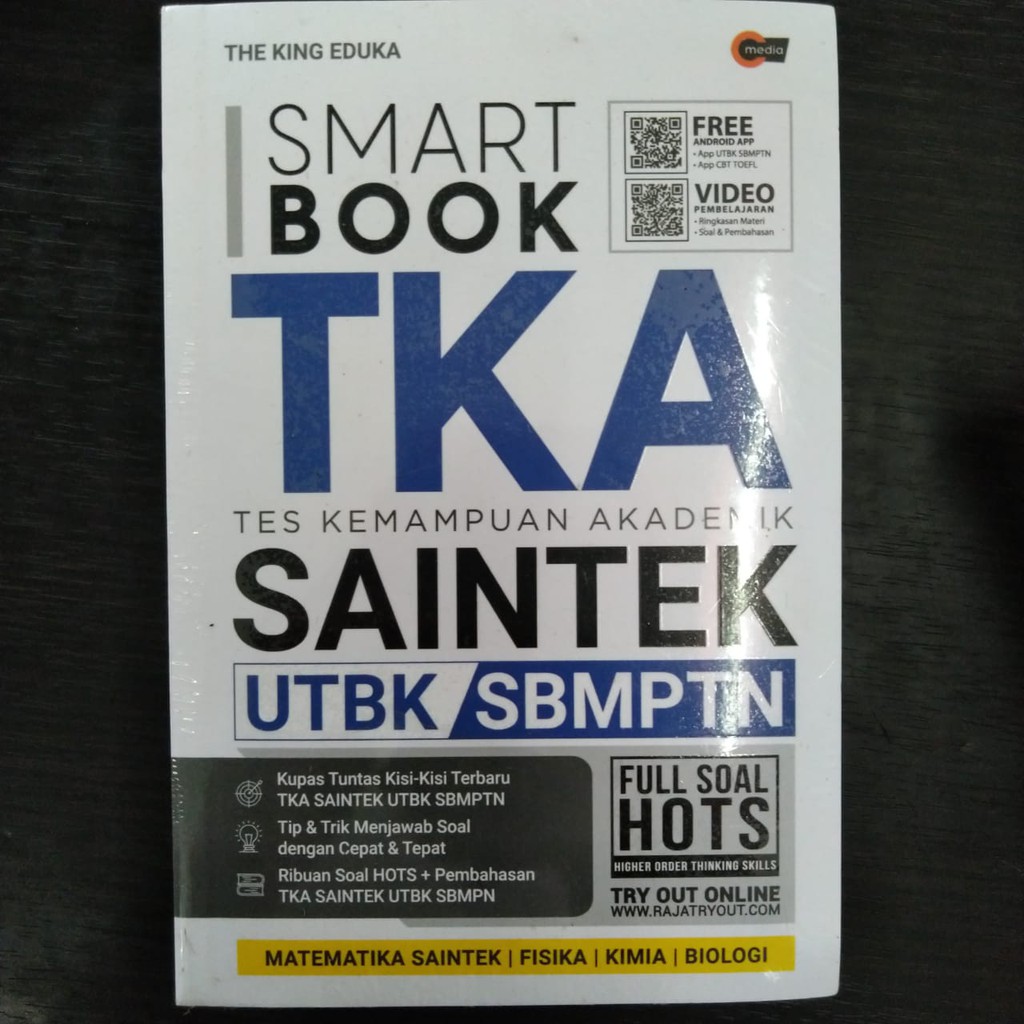 THE KING EDUKA
media
SMART
BOOK
FREE
ANDROID APP
• App UTBK SBMPTN
• App CBT TOEFL
VIDEO
PEMBELAJARAN
• Ringkasan Materi
• Soal & Pembahasan
TKA
TES KEMAMPUAN AKADEMIK
SAINTEK
UTBK / SBMPTN
Kupas Tuntas Kisi-Kisi Terbaru
TKA SAINTEK UTBK SBMPTN
Tip & Trik Menjawab Soal
dengan Cepat & Tepat
Ribuan Soal HOTS + Pembahasan
TKA SAINTEK UTBK SBMPN
FULL SOAL
HOTS
HIGHER ORDER THINKING SKILLS
TRY OUT ONLINE
WWW.RAJATRYOUT.COM
MATEMATIKA SAINTEK | FISIKA | KIMIA | BIOLOGI